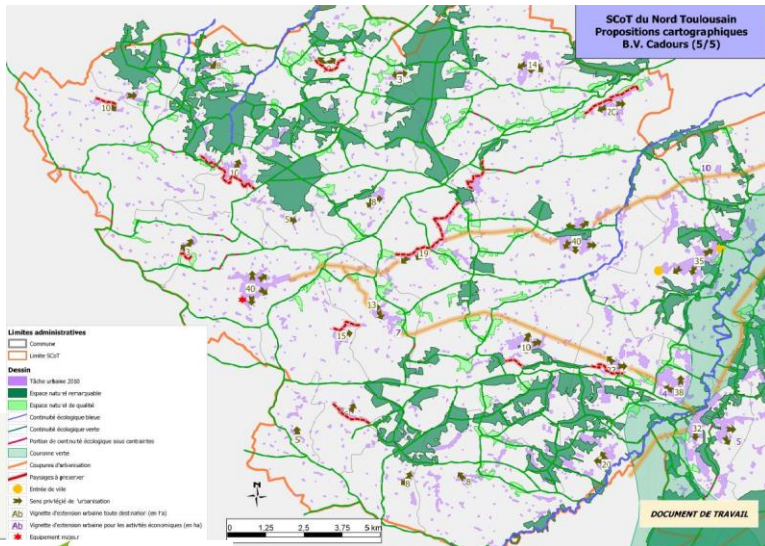 SCoT du Nord Toulousain
Propositions cartographiques
B.V. Cadours (5/5)
10
3
14
10
10
8
5
40
35
19
40
13
7
7
15
10
38
32
5
5
20
8
8
Limites administratives
Commune
Limite SCoT
Dessin
Tâche urbaine 2010
Espace naturel remarquable
Espace naturel de qualité
Continuité écologique bleue
Continuité écologique verte
Portion de continuité écologique sous contraintes
Couronne verte
Coupures d'urbanisation
Paysages à préserver
Entrée de ville
Sens privilégié de l'urbanisation
Ab Vignette d'extension urbaine toute destination (en ha)
Ab Vignette d'extension urbaine pour les activités économiques (en ha)
Equipement majeur
N
0 1.25 2.5 3.75 5 km
DOCUMENT DE TRAVAIL